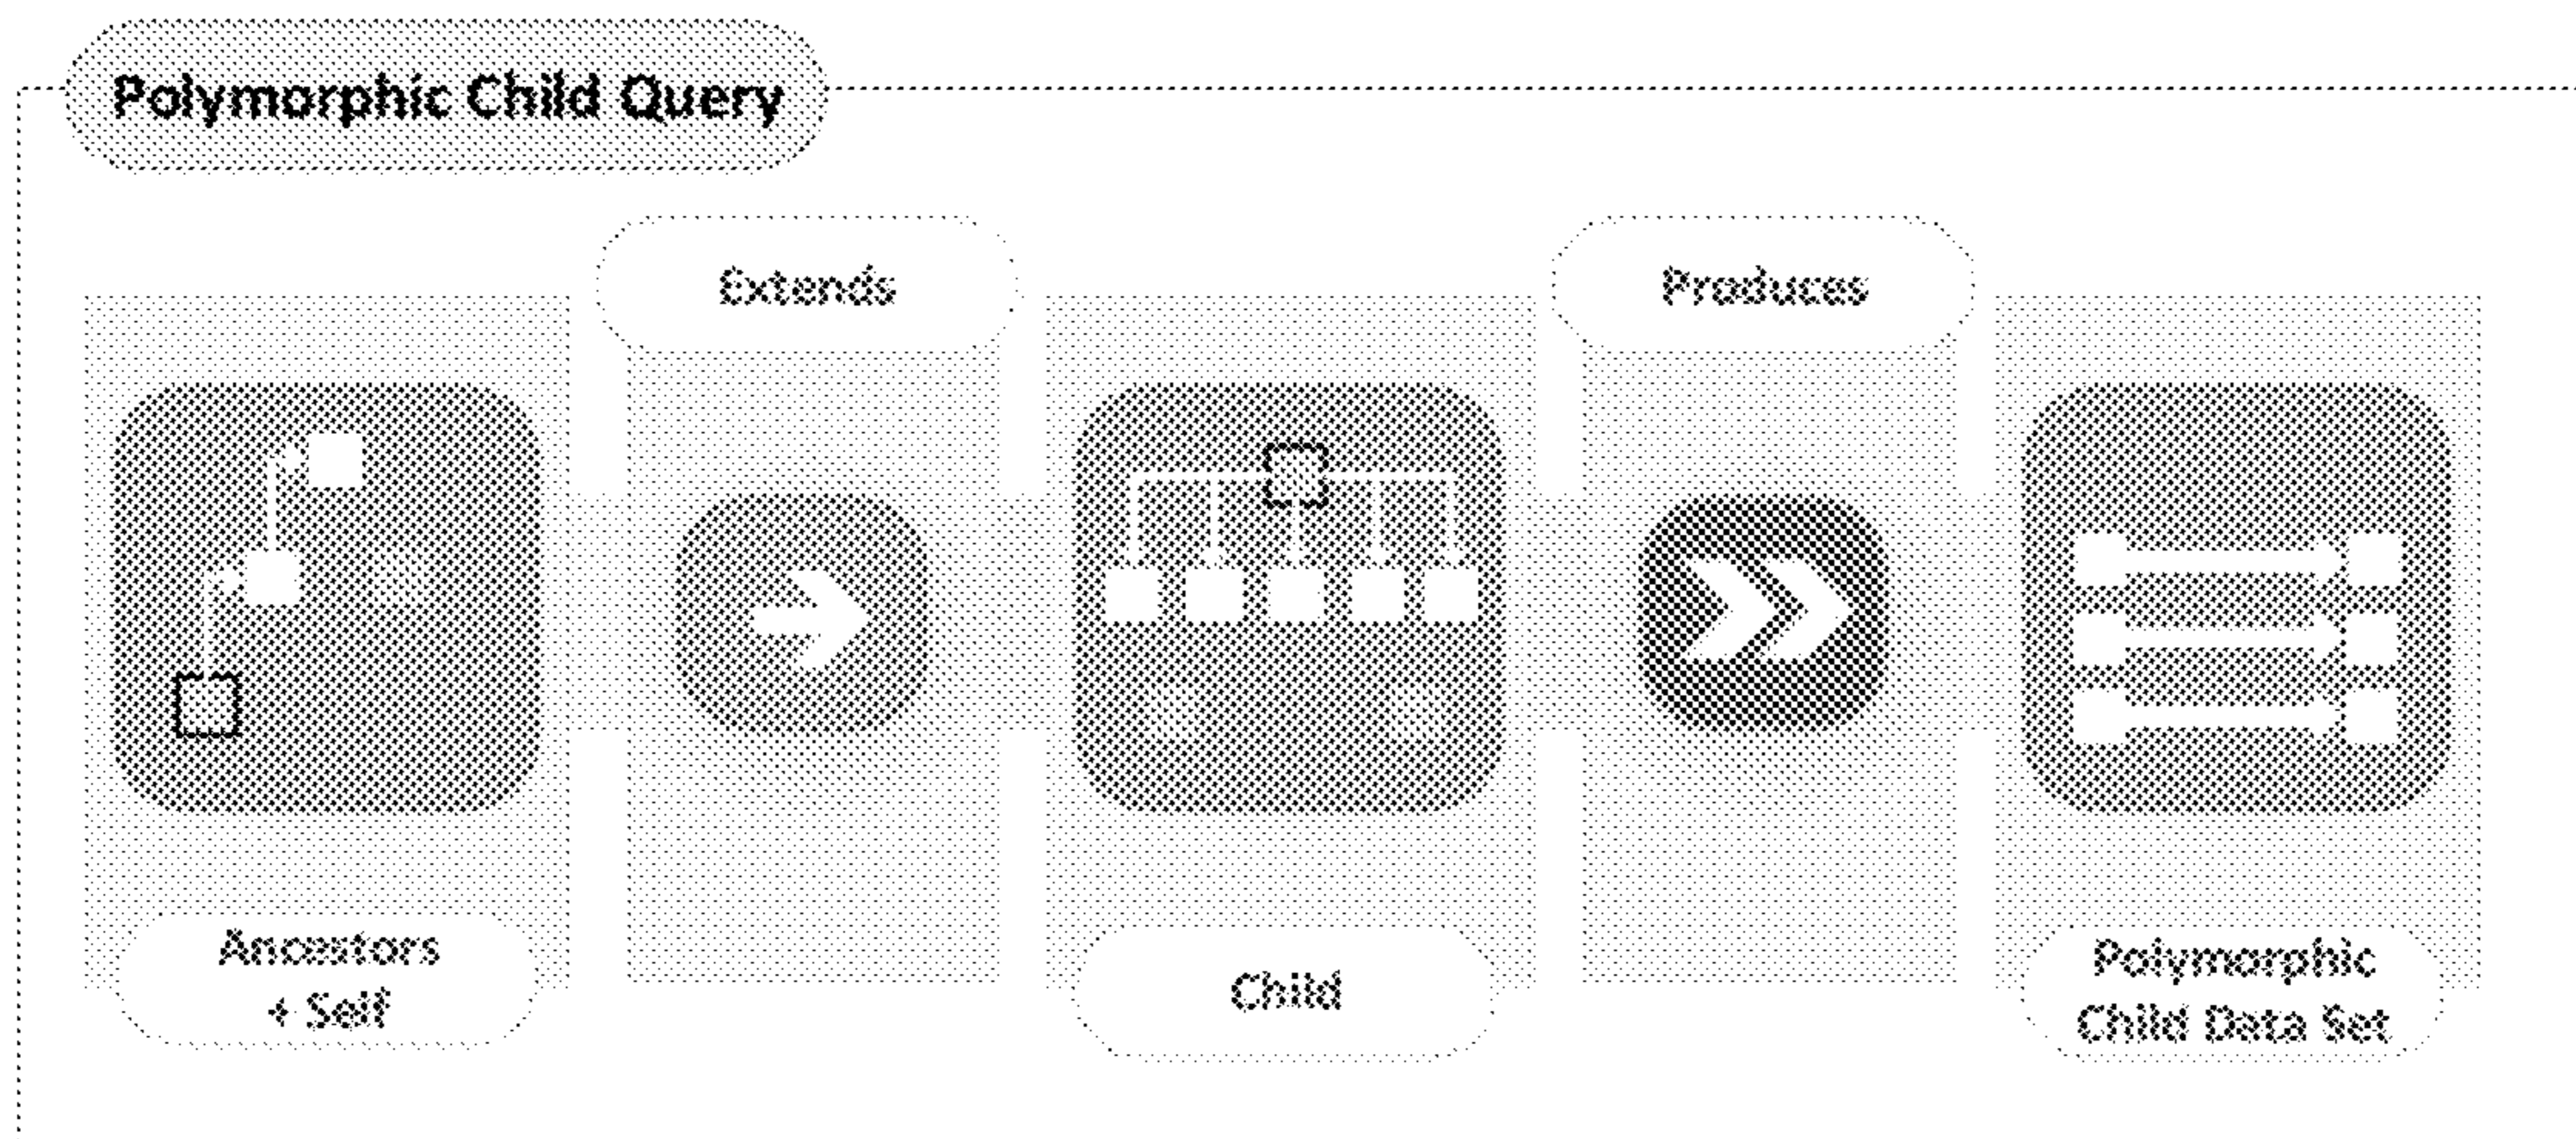 Polymorphic Child Query
Extends
Produces
Ancestors
+ Self
Child
Polymorphic
Child Data Set